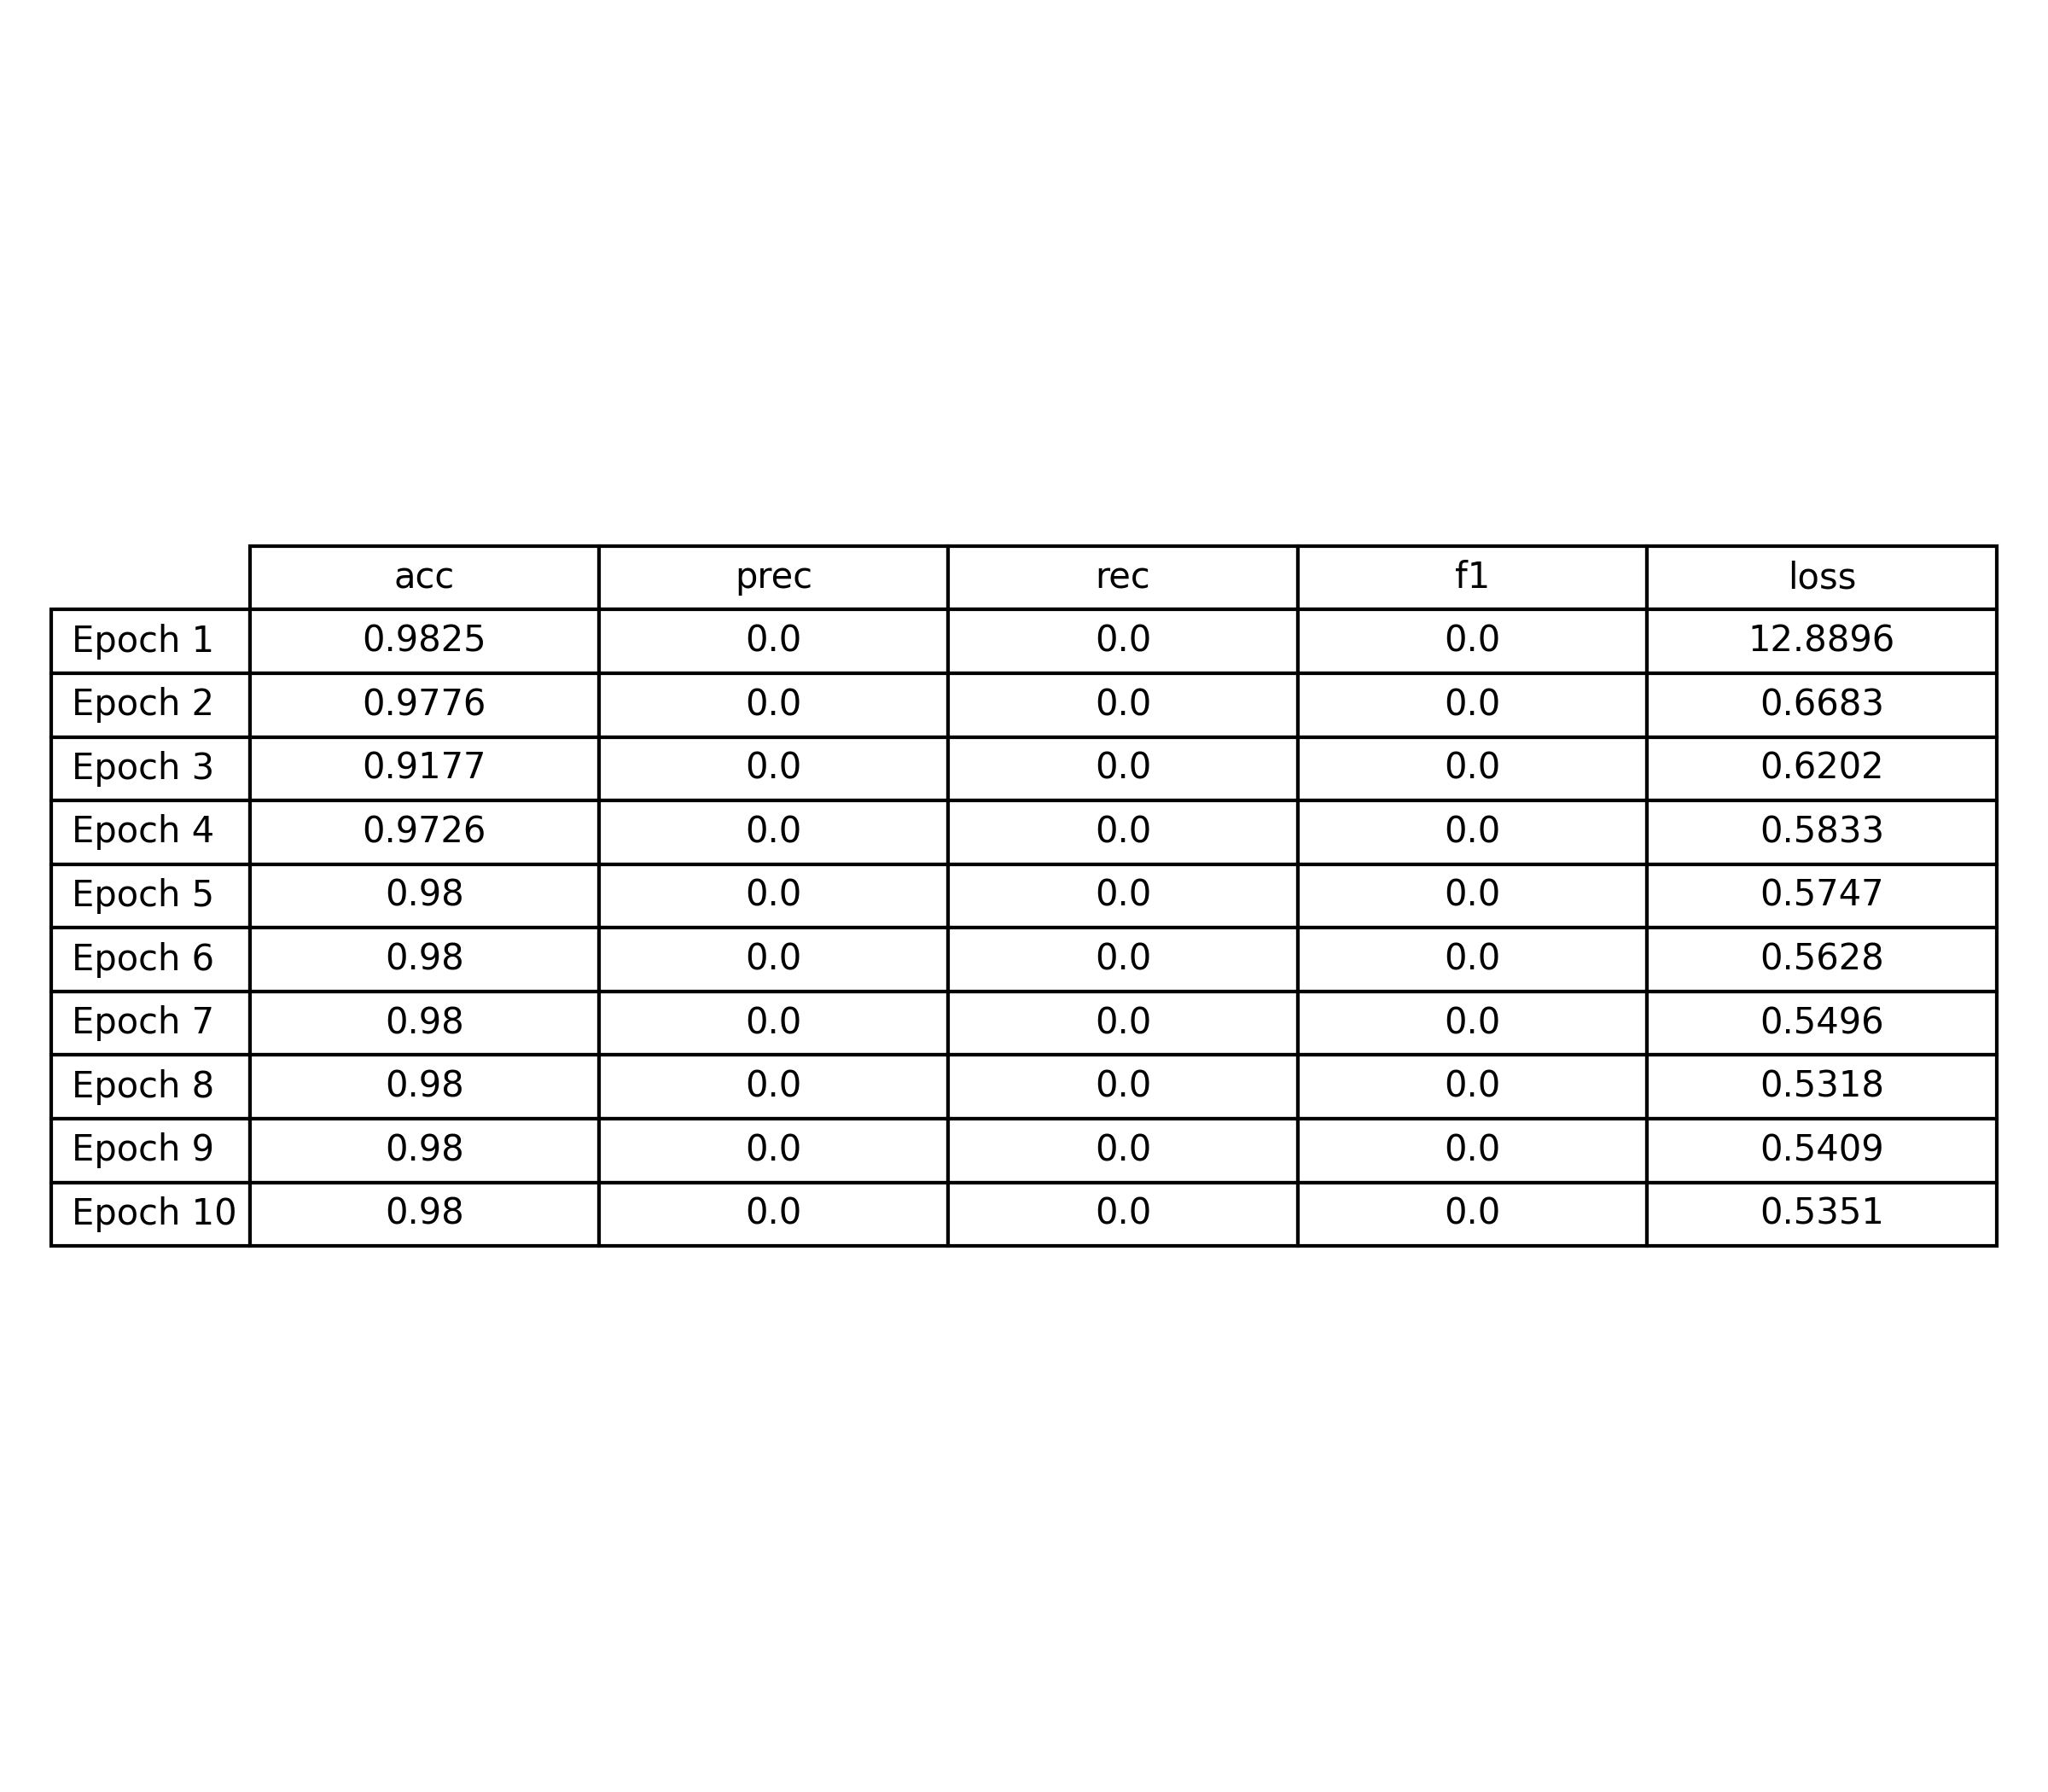 acc prec rec f1 loss
Epoch 1 0.9825 0.0 0.0 0.0 12.8896
Epoch 2 0.9776 0.0 0.0 0.0 0.6683
Epoch 3 0.9177 0.0 0.0 0.0 0.6202
Epoch 4 0.9726 0.0 0.0 0.0 0.5833
Epoch 5 0.98 0.0 0.0 0.0 0.5747
Epoch 6 0.98 0.0 0.0 0.0 0.5628
Epoch 7 0.98 0.0 0.0 0.0 0.5496
Epoch 8 0.98 0.0 0.0 0.0 0.5318
Epoch 9 0.98 0.0 0.0 0.0 0.5409
Epoch 10 0.98 0.0 0.0 0.0 0.5351